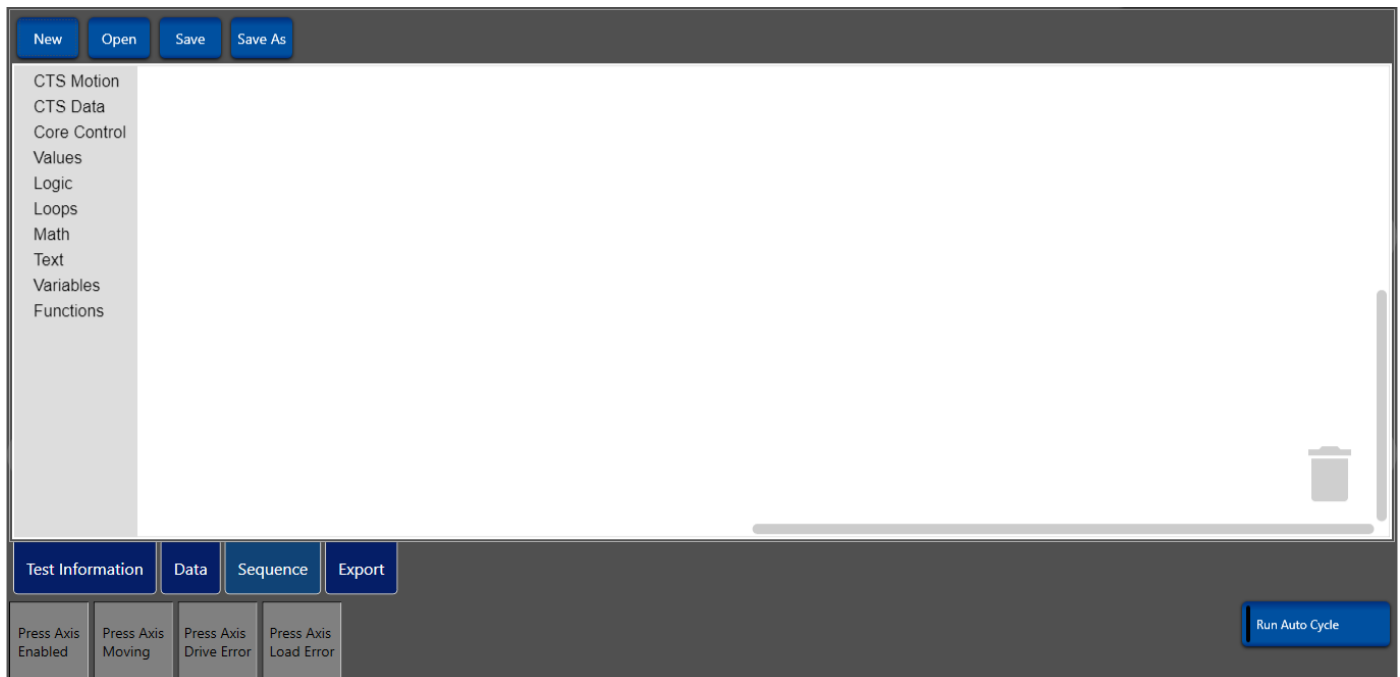 New Open Save Save As
CTS Motion
CTS Data
Core Control
Values
Logic
Loops
Math
Text
Variables
Functions
Test Information Data Sequence Export
Press Axis Enabled
Press Axis Moving
Press Axis Drive Error
Press Axis Load Error
Run Auto Cycle